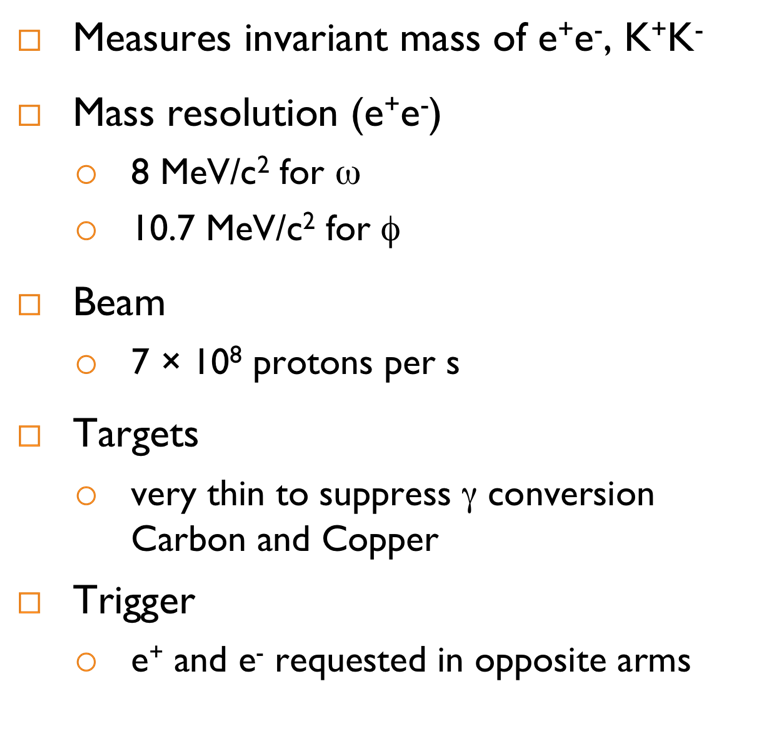 Measures invariant mass of e⁺e⁻, K⁺K⁻
Mass resolution (e⁺e⁻)
8 MeV/c² for ω
10.7 MeV/c² for ϕ
Beam
7 × 10⁸ protons per s
Targets
very thin to suppress γ conversion
Carbon and Copper
Trigger
e⁺ and e⁻ requested in opposite arms